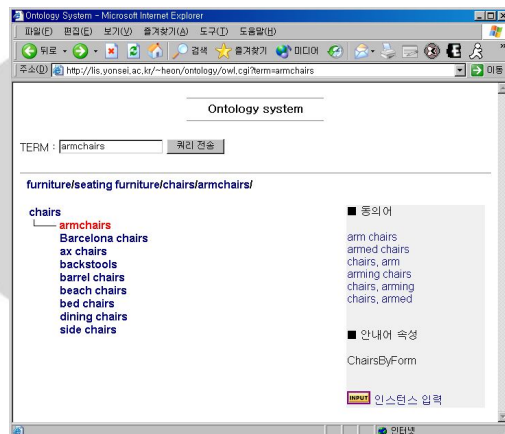 Ontology System - Microsoft Internet Explorer
파일(F) 편집(E) 보기(V) 즐겨찾기(A) 도구(T) 도움말(H)
뒤로 검색 즐겨찾기 미디어
주소(D) http://lis.yonsei.ac.kr/~heon/ontology/owl.cgi?term=armchairs 이동
Ontology system
TERM : armchairs 쿼리 전송
furniture/seating furniture/chairs/armchairs/
chairs
armchairs
Barcelona chairs
ax chairs
backstools
barrel chairs
beach chairs
bed chairs
dining chairs
side chairs
■ 동의어
arm chairs
armed chairs
chairs, arm
arming chairs
chairs, arming
chairs, armed
■ 안내어 속성
ChairsByForm
INPUT 인스턴스 입력
인터넷